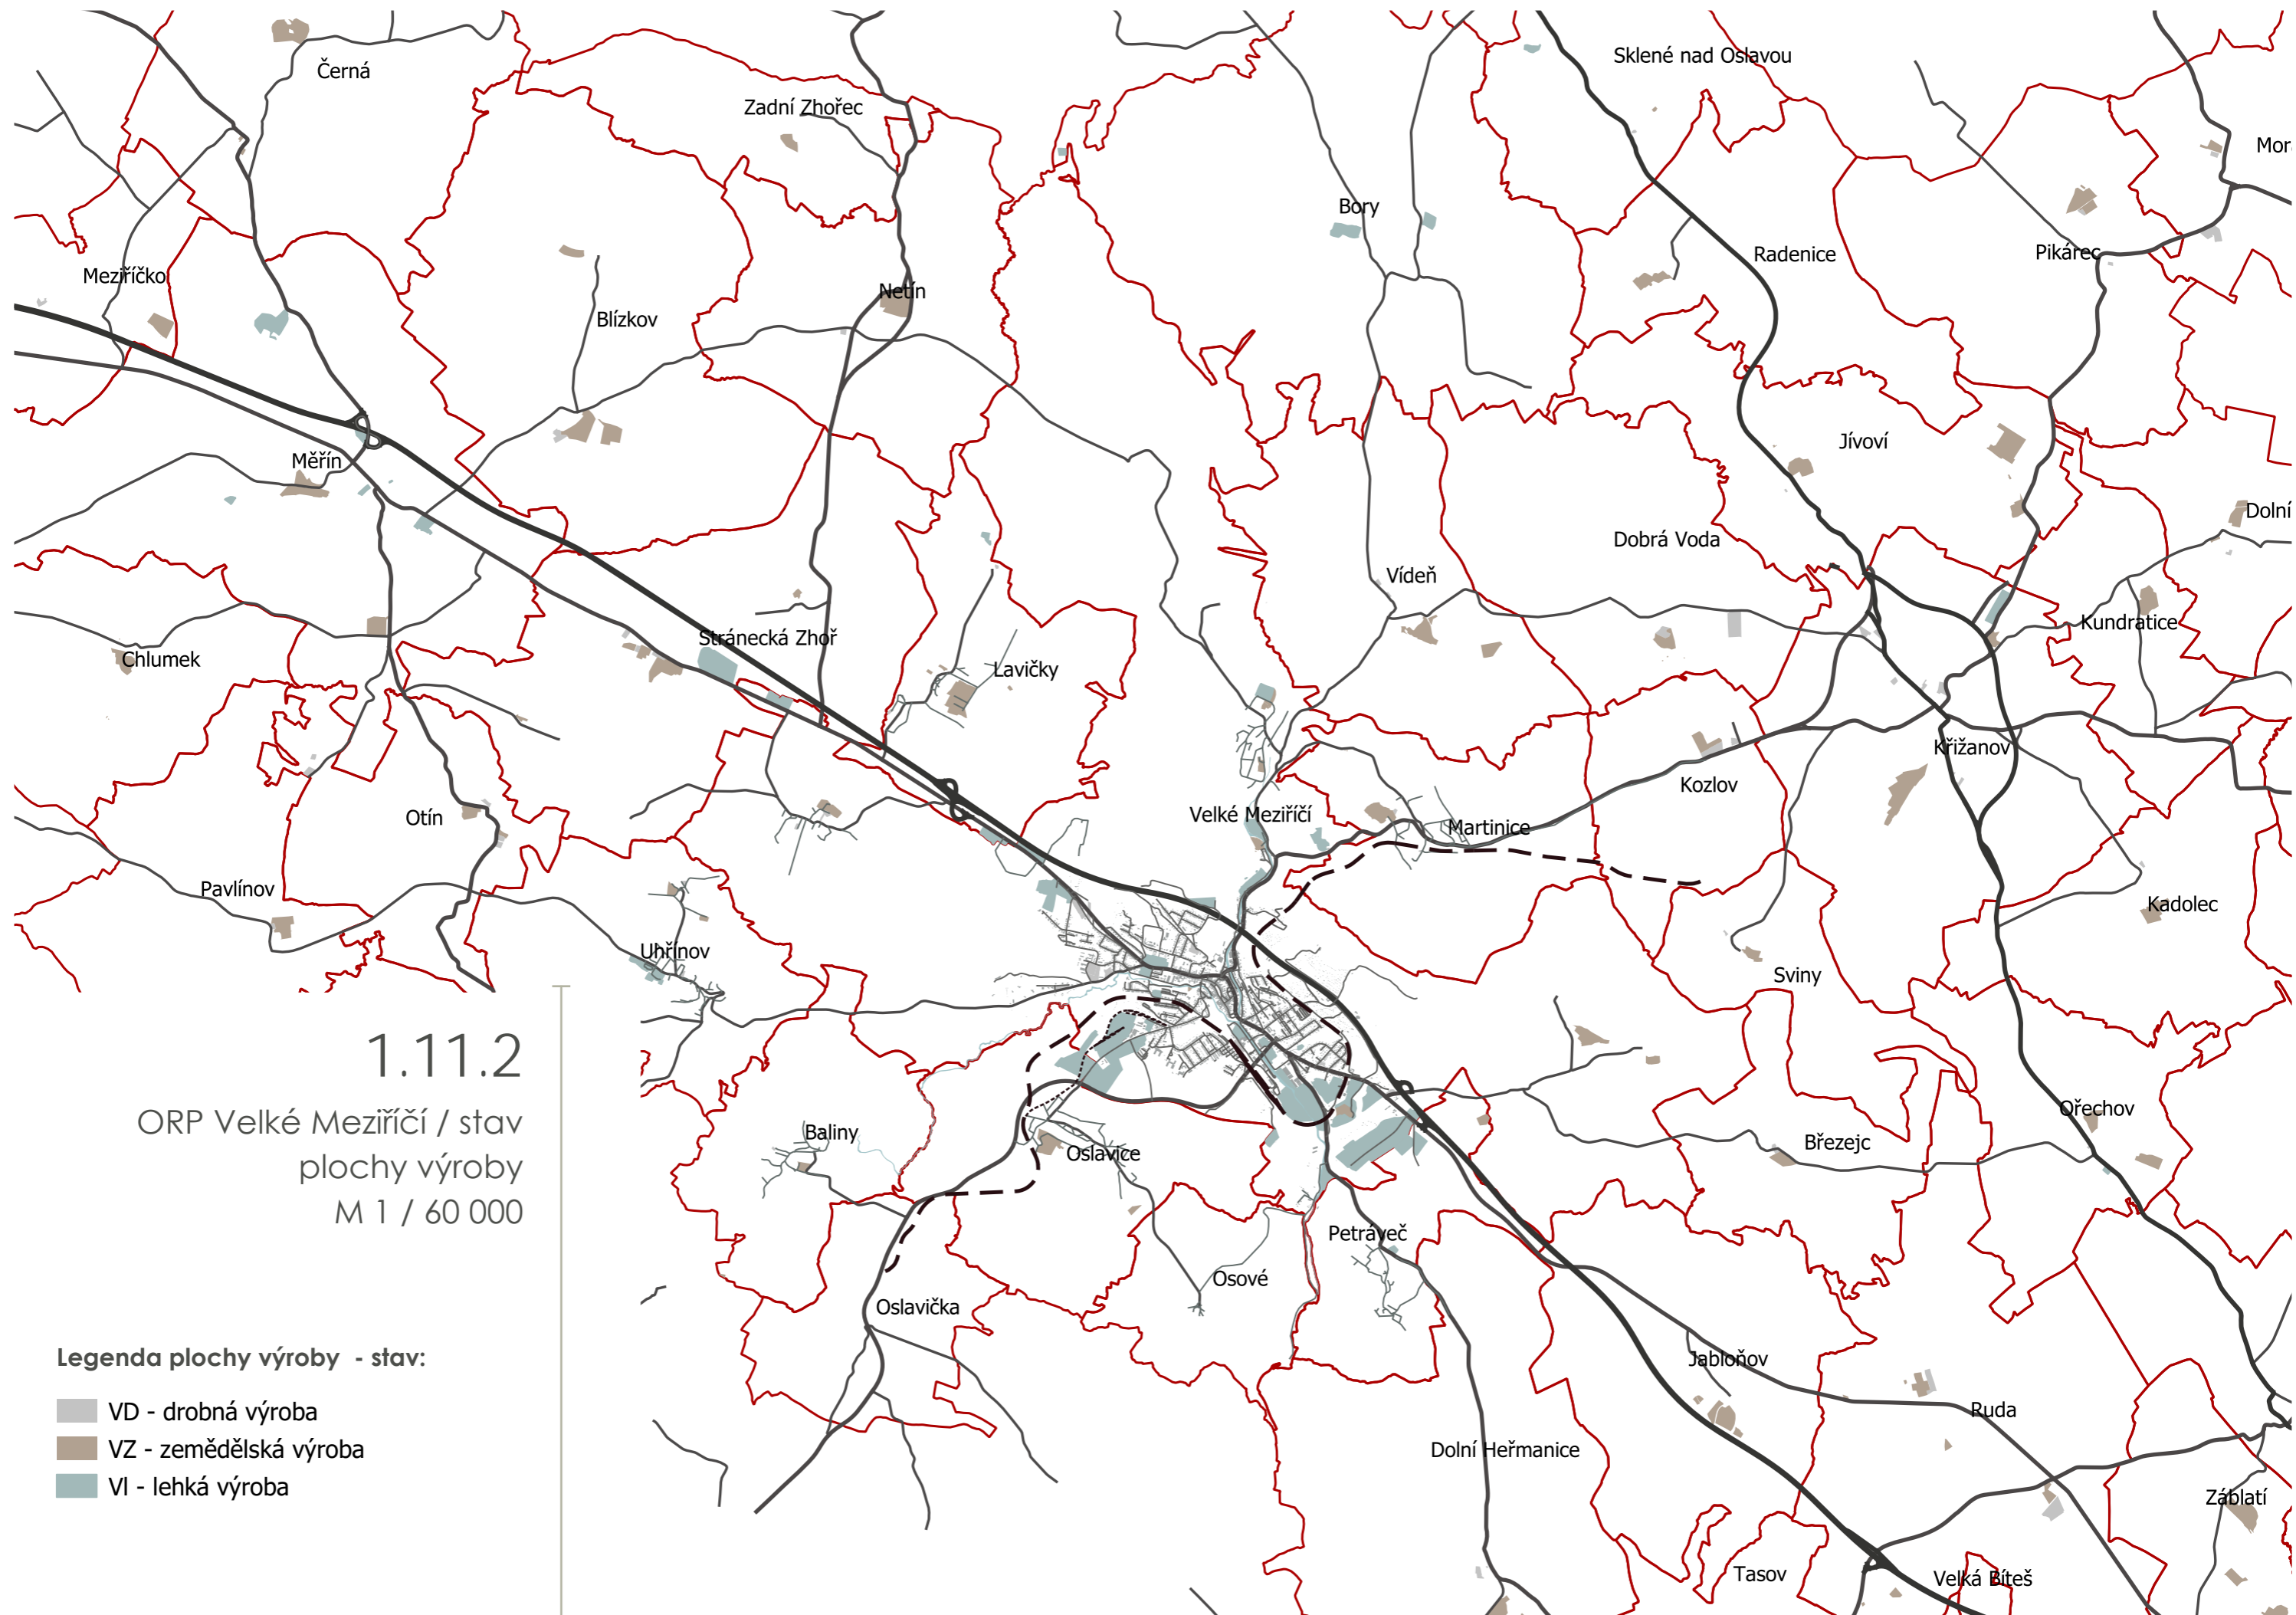 Sklené nad Oslavou
Černá
Zadní Zhořec
Mor
Bory
Radenice
Pikárec
Meziříčko
Netín
Blízkov
Jívoví
Měřín
Dolní
Dobrá Voda
Vídeň
Kundratice
Stránecká Zhoř
Chlumek
Lavičky
Křižanov
Kozlov
Otín
Velké Meziříčí
Martinice
Pavlínov
Kadolec
Uhřínov
Sviny
1.11.2
ORP Velké Meziříčí / stav
plochy výroby
M 1 / 60 000
Ořechov
Baliny
Březejc
Oslavice
Petráveč
Osové
Oslavička
Jabloňov
Ruda
Dolní Heřmanice
Záblatí
Tasov
Velká Bíteš
Legenda plochy výroby - stav:
VD - drobná výroba
VZ - zemědělská výroba
Vl - lehká výroba